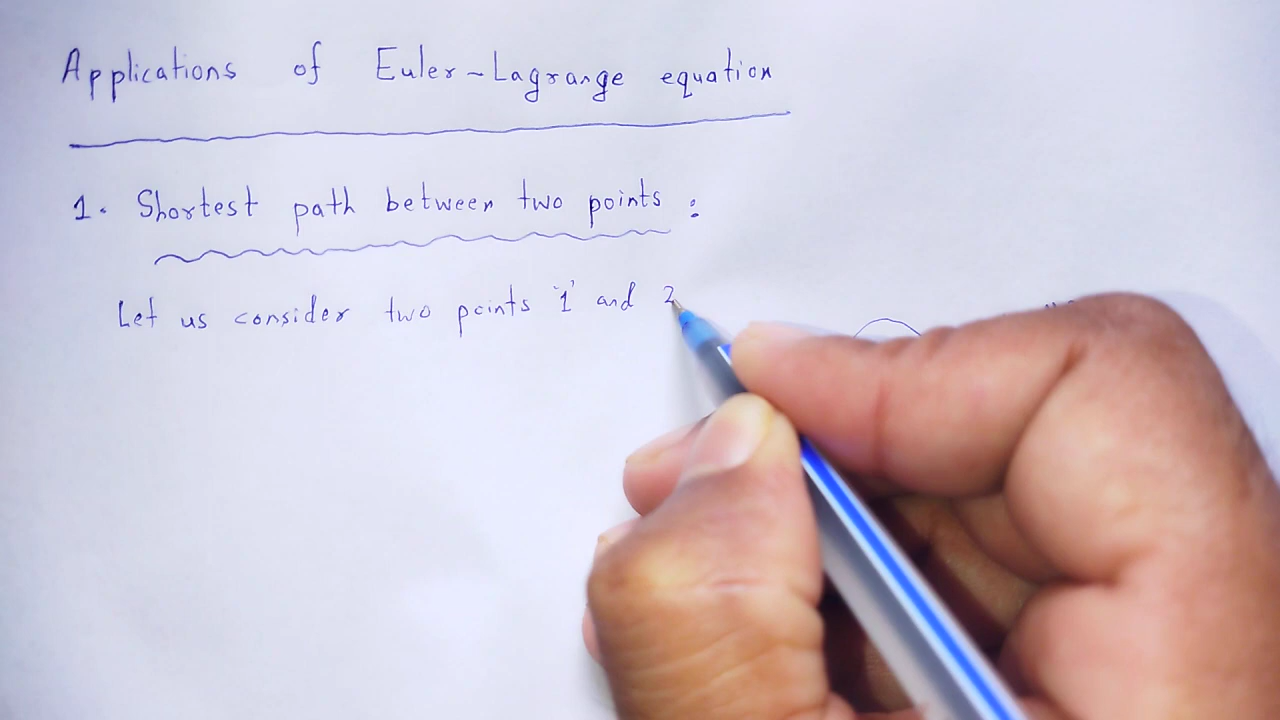 Applications of Euler-Lagrange equation
1. Shortest path between two points :
Let us consider two points '1' and 2